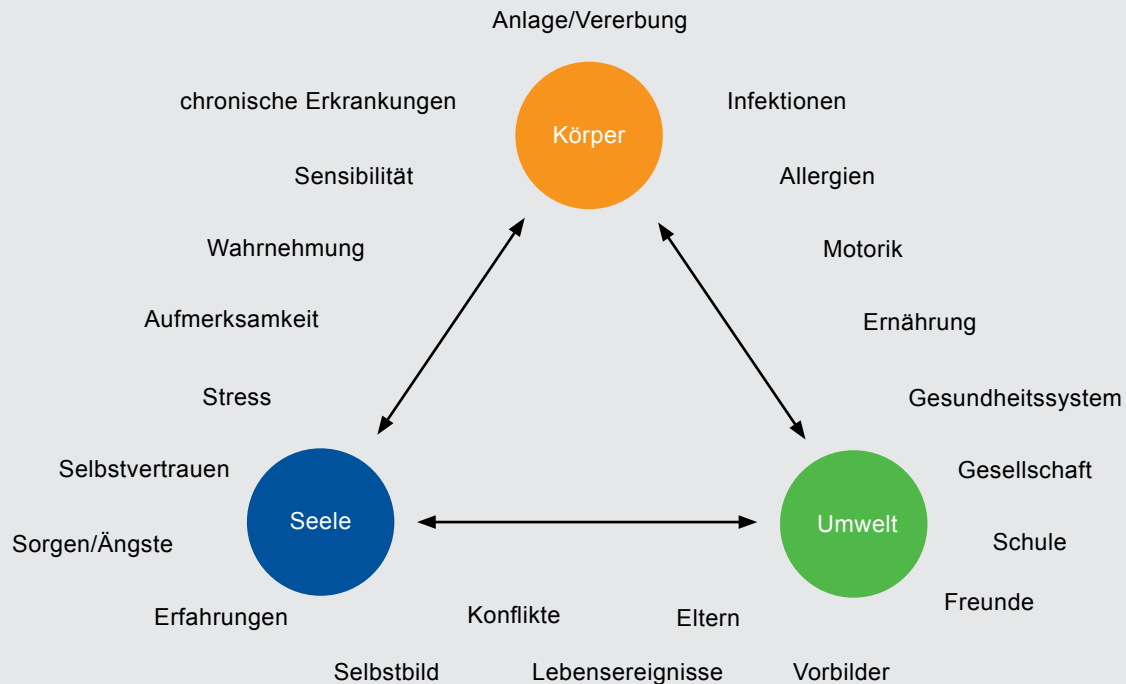 Anlage/Vererbung
chronische Erkrankungen
Infektionen
Körper
Sensibilität
Allergien
Wahrnehmung
Motorik
Aufmerksamkeit
Ernährung
Stress
Gesundheitssystem
Selbstvertrauen
Gesellschaft
Seele
Umwelt
Sorgen/Ängste
Schule
Erfahrungen
Konflikte
Eltern
Freunde
Selbstbild
Lebensereignisse
Vorbilder